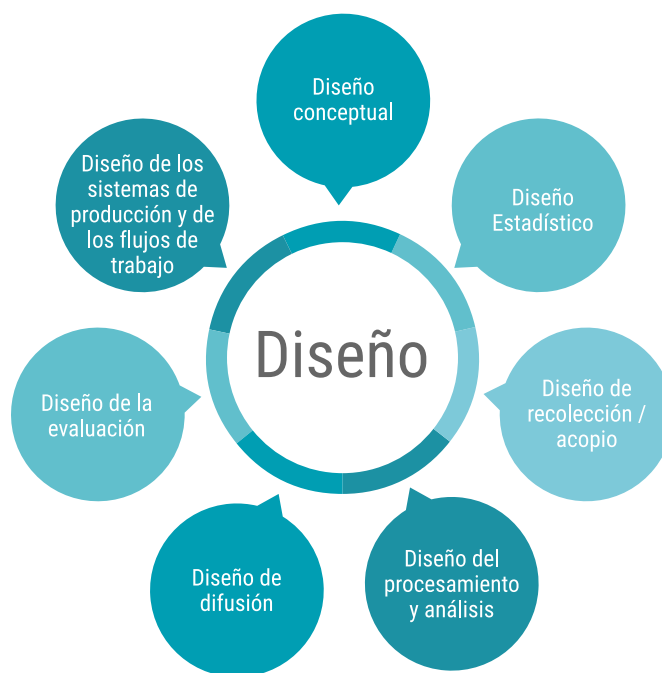 Diseño
conceptual
Diseño
Estadístico
Diseño de
recolección /
acopio
Diseño del
procesamiento
y análisis
Diseño de
difusión
Diseño de la
evaluación
Diseño de los
sistemas de
producción y de
los flujos de
trabajo
Diseño